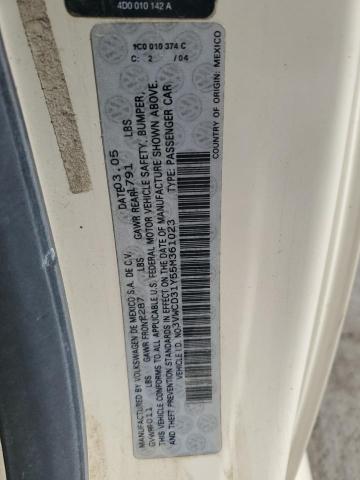 4D0 010 142 A
1C0 010 374 C
C: 2 /04
MANUFACTURED BY VOLKSWAGEN DE MEXICO S.A. DE C.V. DATE 03.05
GVWR 4011 LBS GAWR FRONT 2287 LBS GAWR REAR 1791 LBS
THIS VEHICLE CONFORMS TO ALL APPLICABLE U.S. FEDERAL MOTOR VEHICLE SAFETY, BUMPER,
AND THEFT PREVENTION STANDARDS IN EFFECT ON THE DATE OF MANUFACTURE SHOWN ABOVE.
VEHICLE I.D. NO 3VWCD31Y55M361023 TYPE: PASSENGER CAR
COUNTRY OF ORIGIN: MEXICO